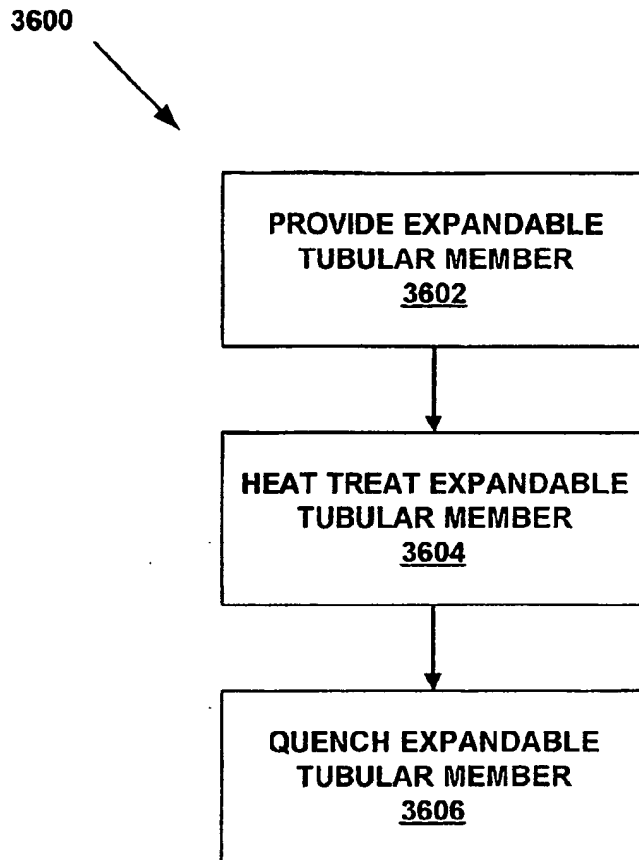 3600
PROVIDE EXPANDABLE
TUBULAR MEMBER
3602
HEAT TREAT EXPANDABLE
TUBULAR MEMBER
3604
QUENCH EXPANDABLE
TUBULAR MEMBER
3606